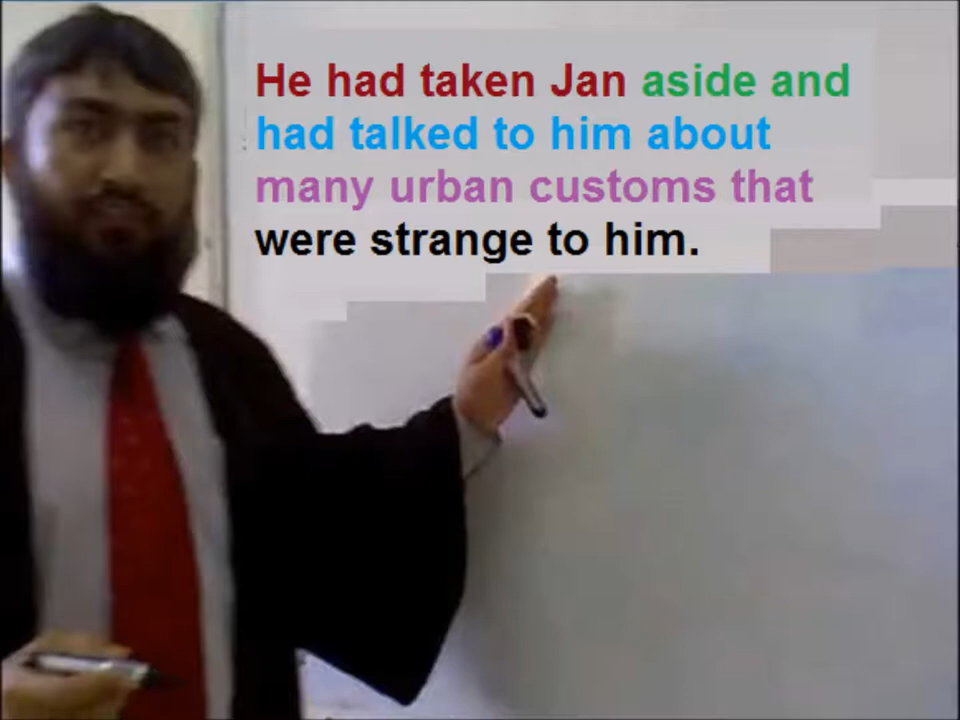 He had taken Jan aside and
had talked to him about
many urban customs that
were strange to him.